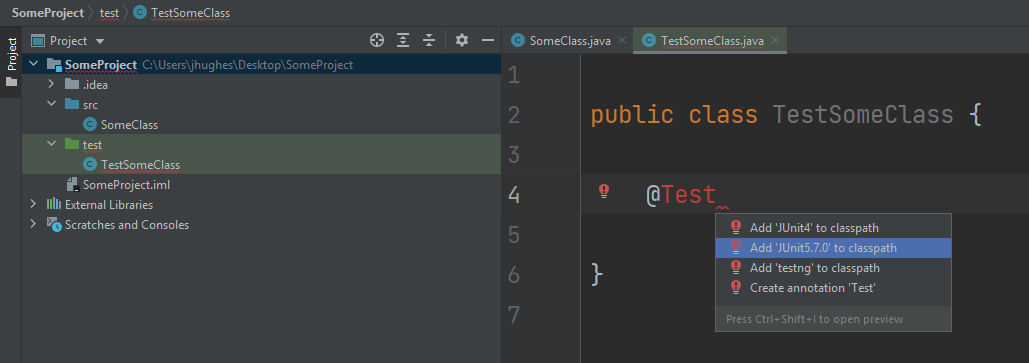 SomeProject > test > TestSomeClass
Project
Project
SomeProject C:\Users\jhughes\Desktop\SomeProject
.idea
src
SomeClass
test
TestSomeClass
SomeProject.iml
External Libraries
Scratches and Consoles
SomeClass.java TestSomeClass.java
1
2 public class TestSomeClass {
3
4 @Test
5
6 }
7
Add 'JUnit4' to classpath
Add 'JUnit5.7.0' to classpath
Add 'testng' to classpath
Create annotation 'Test'
Press Ctrl+Shift+I to open preview